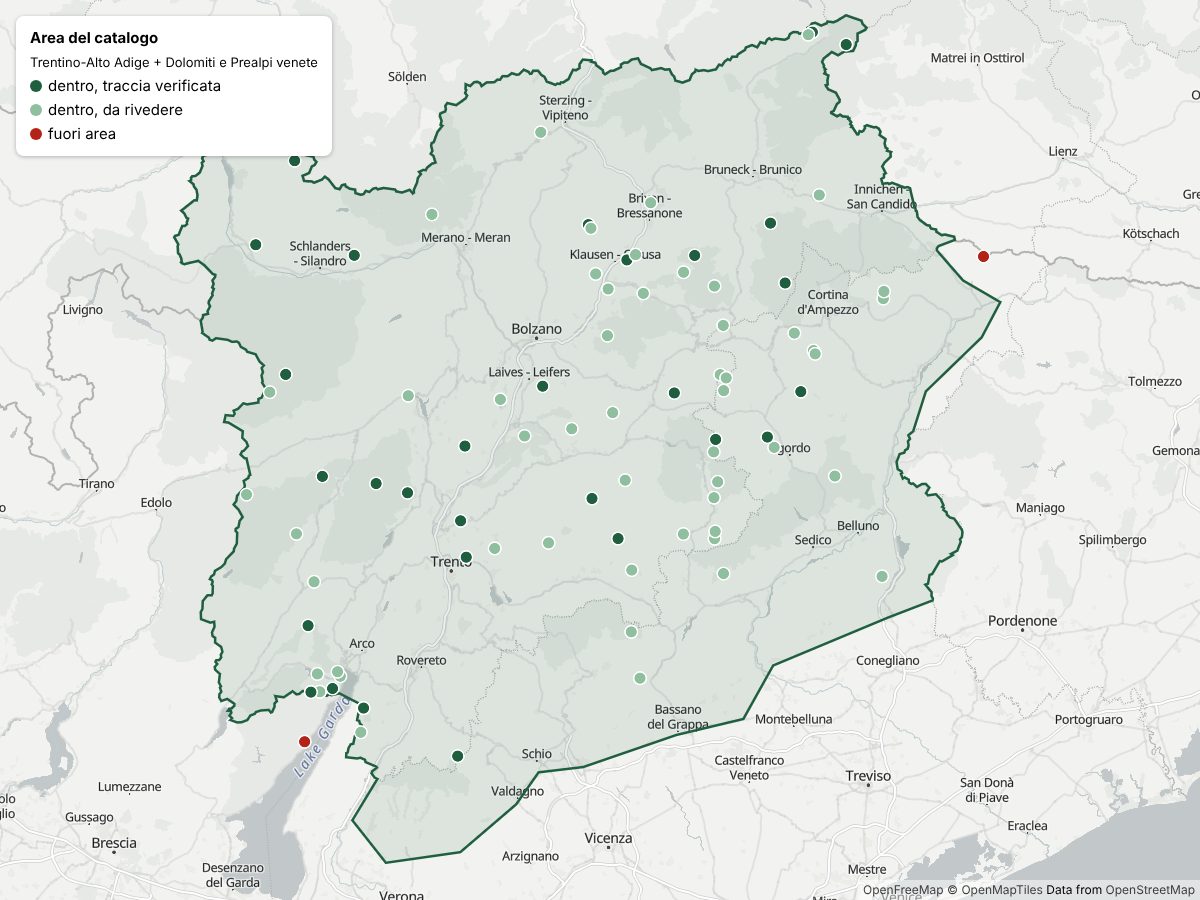 Area del catalogo
Trentino-Alto Adige + Dolomiti e Prealpi venete
dentro, traccia verificata
dentro, da rivedere
fuori area
Sölden
Matrei in Osttirol
Sterzing -
Vipiteno
Lienz
Bruneck - Brunico
Innichen -
San Candido
Bressanone
Kötschach
Merano - Meran
Schlanders
- Silandro
Klausen -
Livigno
Cortina
d'Ampezzo
Bolzano
Laives - Leifers
Tolmezzo
Gemona
Tirano
Edolo
Maniago
Belluno
Sedico
Spilimbergo
Trento
Pordenone
Arco
Rovereto
Conegliano
Bassano
del Grappa
Montebelluna
Portogruaro
Lake Garda
Schio
Castelfranco
Veneto
Treviso
San Donà
di Piave
Lumezzane
Valdagno
Gussago
Eraclea
Brescia
Vicenza
Arzignano
Desenzano
del Garda
Mestre
Verona
Venice
OpenFreeMap © OpenMapTiles Data from OpenStreetMap